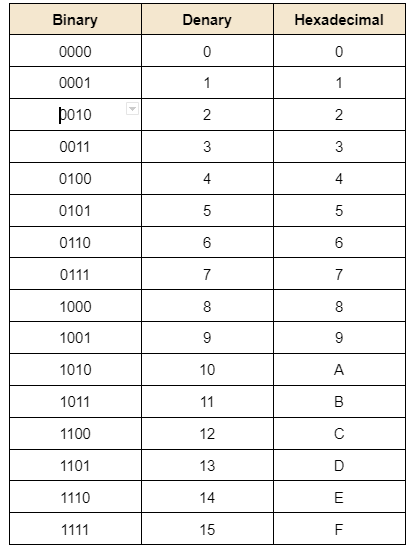 Binary Denary Hexadecimal
0000 0 0
0001 1 1
0010 2 2
0011 3 3
0100 4 4
0101 5 5
0110 6 6
0111 7 7
1000 8 8
1001 9 9
1010 10 A
1011 11 B
1100 12 C
1101 13 D
1110 14 E
1111 15 F